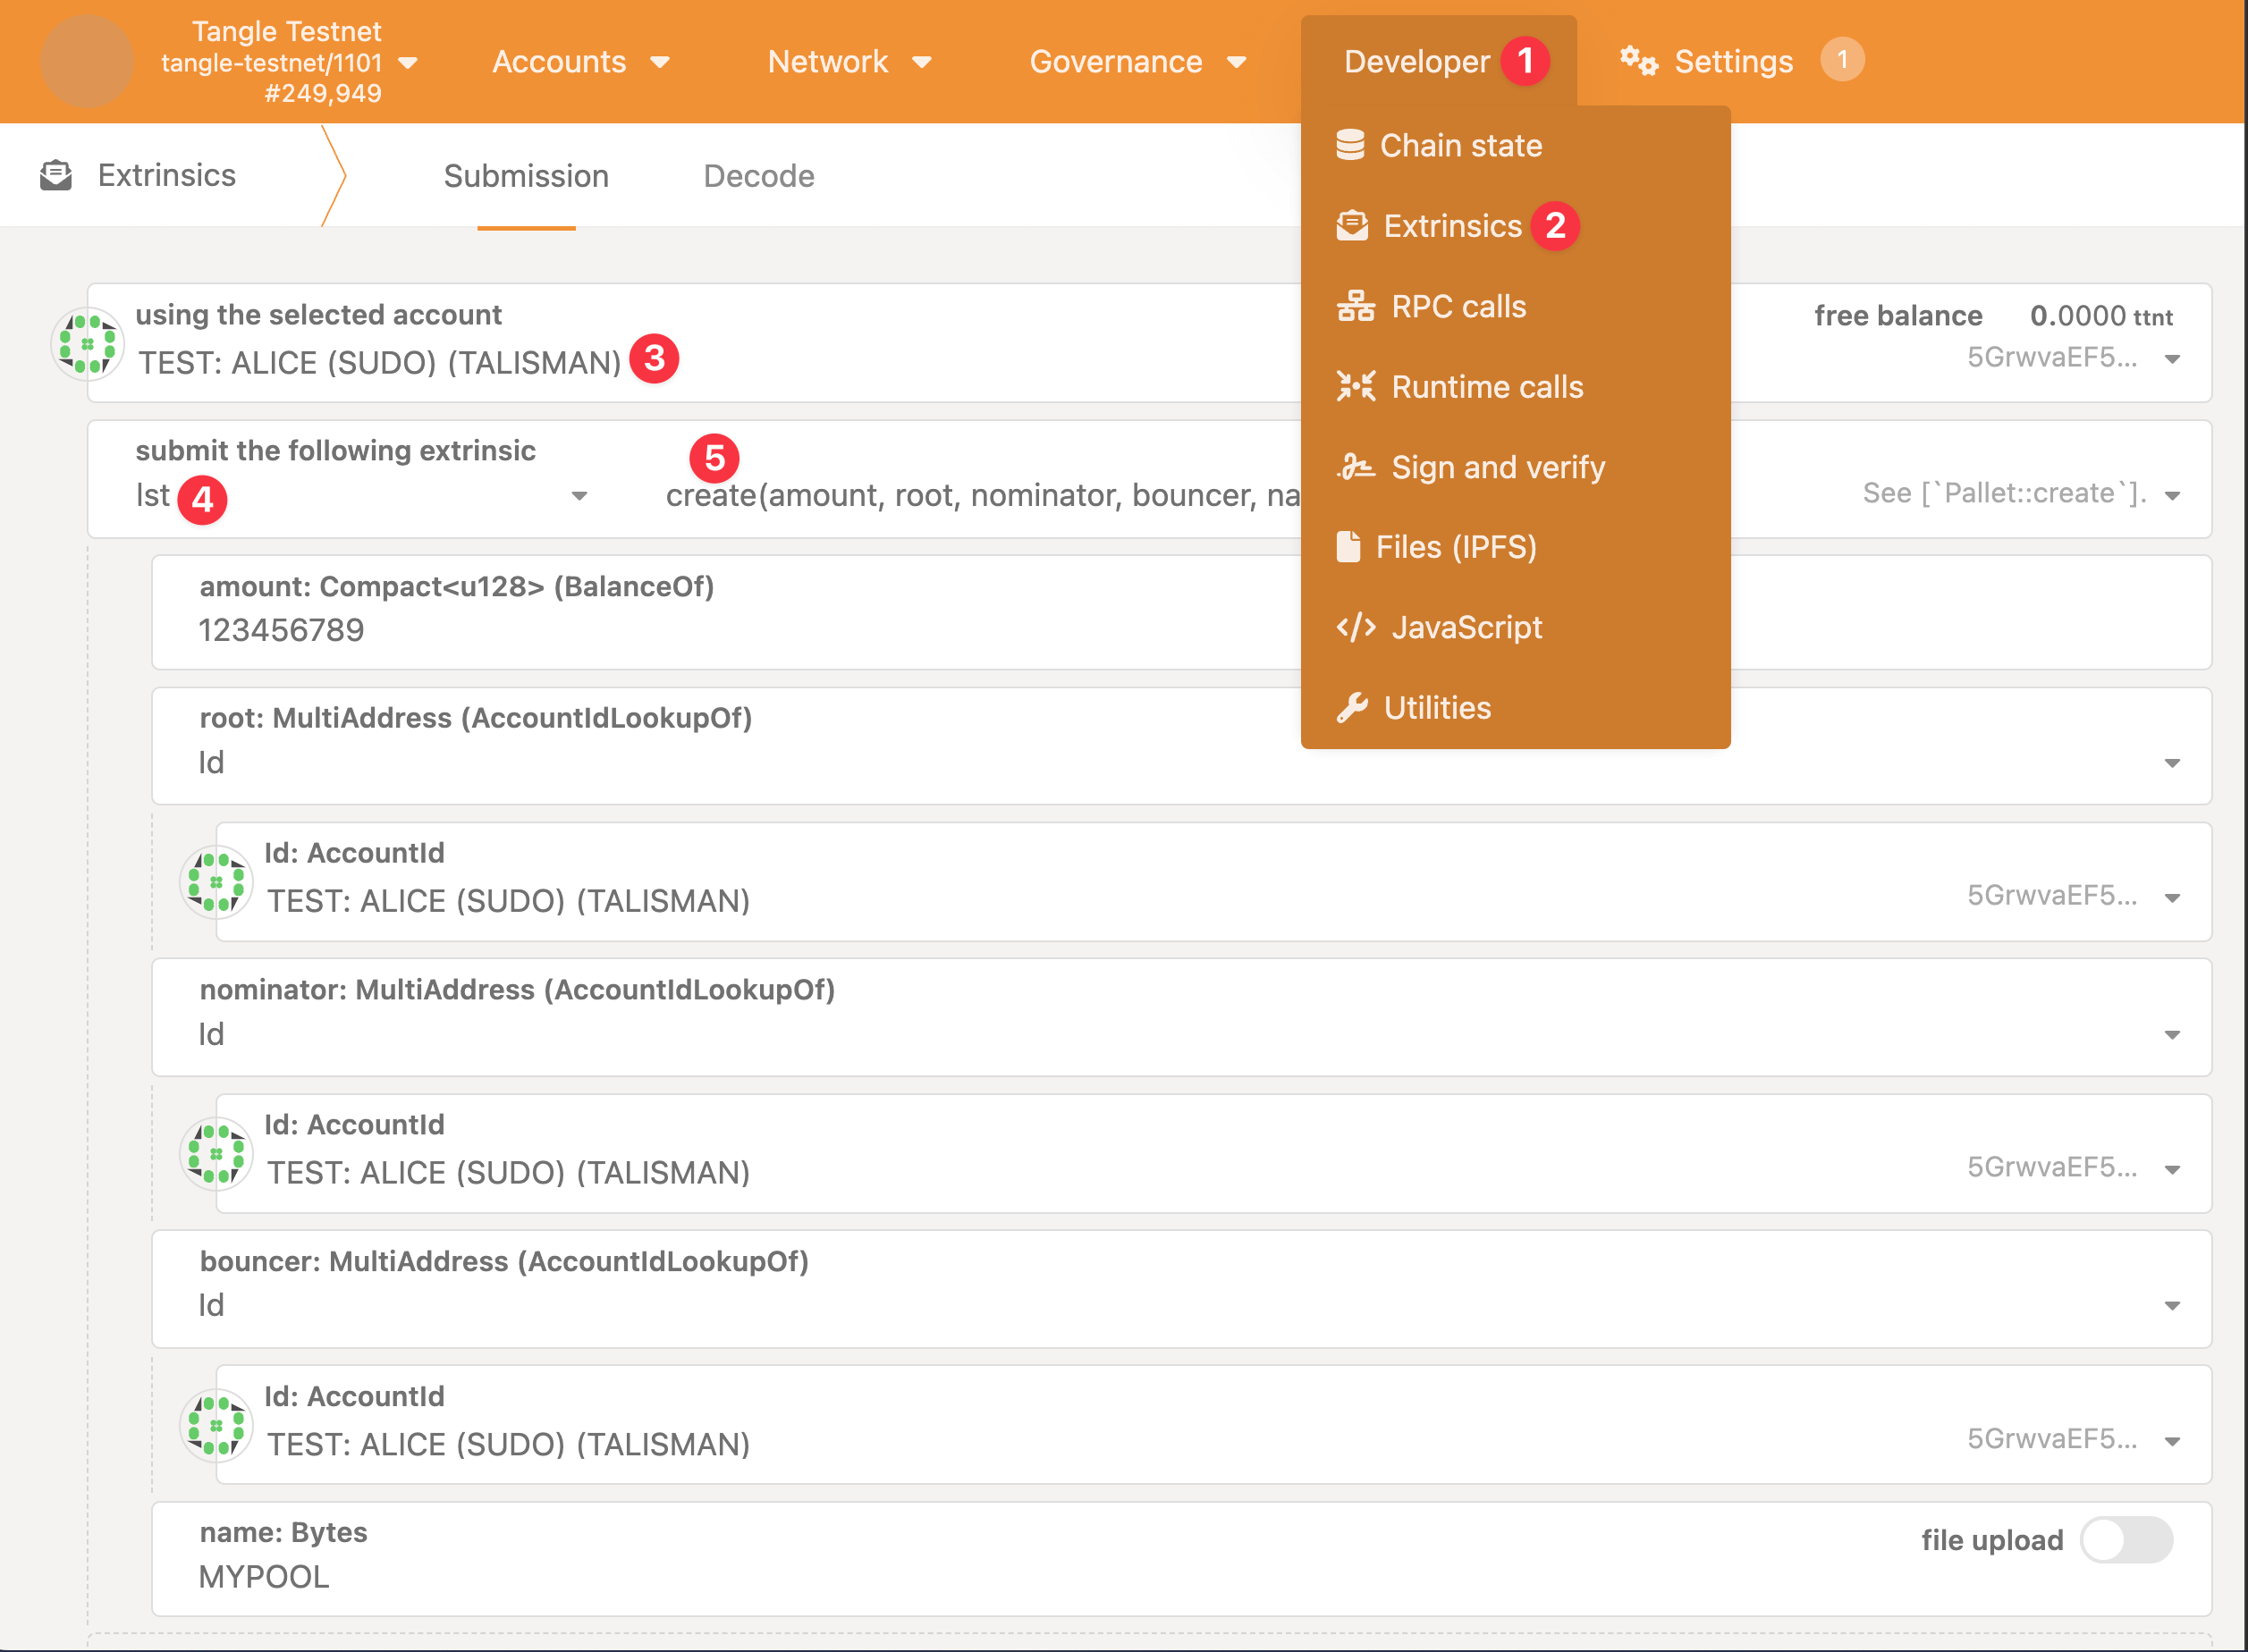 Tangle Testnet
tangle-testnet/1101
#249,949
Accounts
Network
Governance
Developer 1
Settings 1
Chain state
Extrinsics 2
RPC calls
Runtime calls
Sign and verify
Files (IPFS)
JavaScript
Utilities
Extrinsics
Submission
Decode
using the selected account
TEST: ALICE (SUDO) (TALISMAN) 3
free balance 0.0000 ttnt
5GrwvaEF5...
submit the following extrinsic
lst 4
5
create(amount, root, nominator, bouncer, na
See [`Pallet::create`].
amount: Compact<u128> (BalanceOf)
123456789
root: MultiAddress (AccountIdLookupOf)
Id
Id: AccountId
TEST: ALICE (SUDO) (TALISMAN)
5GrwvaEF5...
nominator: MultiAddress (AccountIdLookupOf)
Id
Id: AccountId
TEST: ALICE (SUDO) (TALISMAN)
5GrwvaEF5...
bouncer: MultiAddress (AccountIdLookupOf)
Id
Id: AccountId
TEST: ALICE (SUDO) (TALISMAN)
5GrwvaEF5...
name: Bytes
MYPOOL
file upload